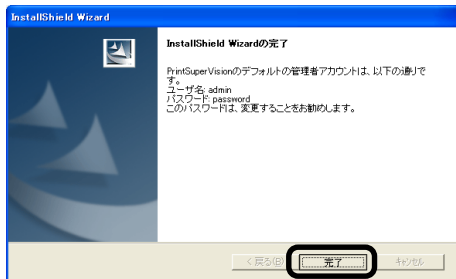 InstallShield Wizard
InstallShield Wizardの完了
PrintSuperVisionのデフォルトの管理者アカウントは、以下の通りで
す。
ユーザ名: admin
パスワード: password
このパスワードは、変更することをお勧めします。
< 戻る(B)
完了
キャンセル